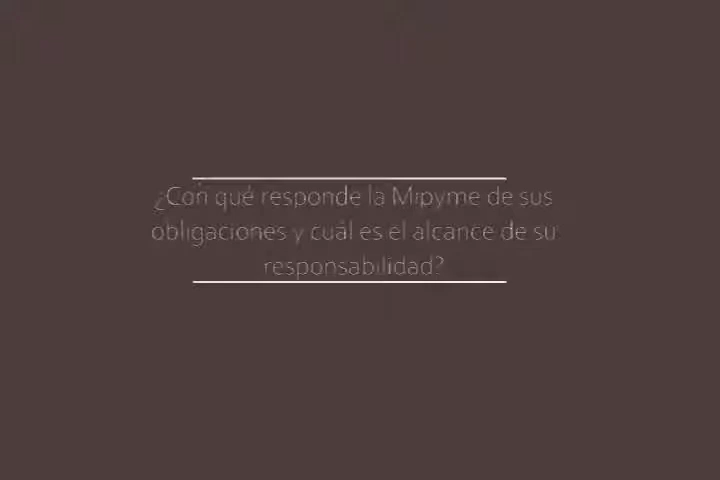 ¿Con qué responde la Mipyme de sus
obligaciones y cuál es el alcance de su
responsabilidad?